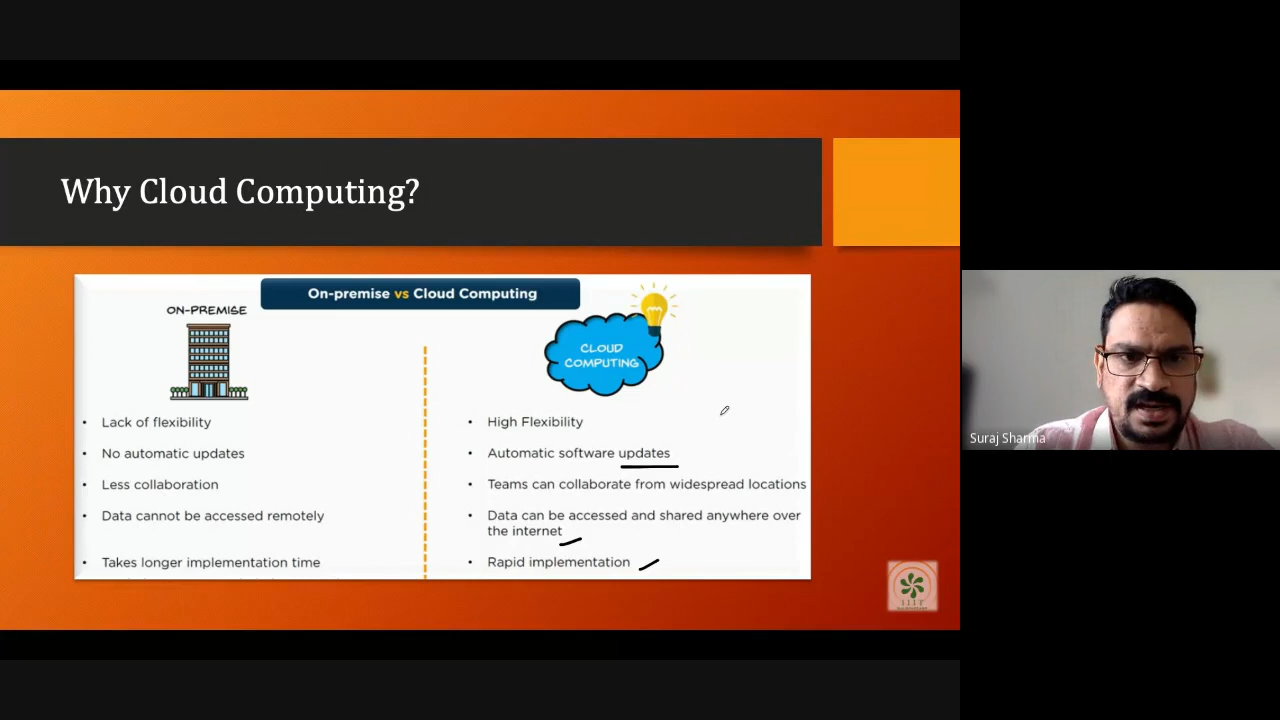 Why Cloud Computing?
On-premise vs Cloud Computing
ON-PREMISE
Lack of flexibility
No automatic updates
Less collaboration
Data cannot be accessed remotely
Takes longer implementation time
CLOUD
COMPUTING
High Flexibility
Automatic software updates
Teams can collaborate from widespread locations
Data can be accessed and shared anywhere over
the internet
Rapid implementation
Suraj Sharma